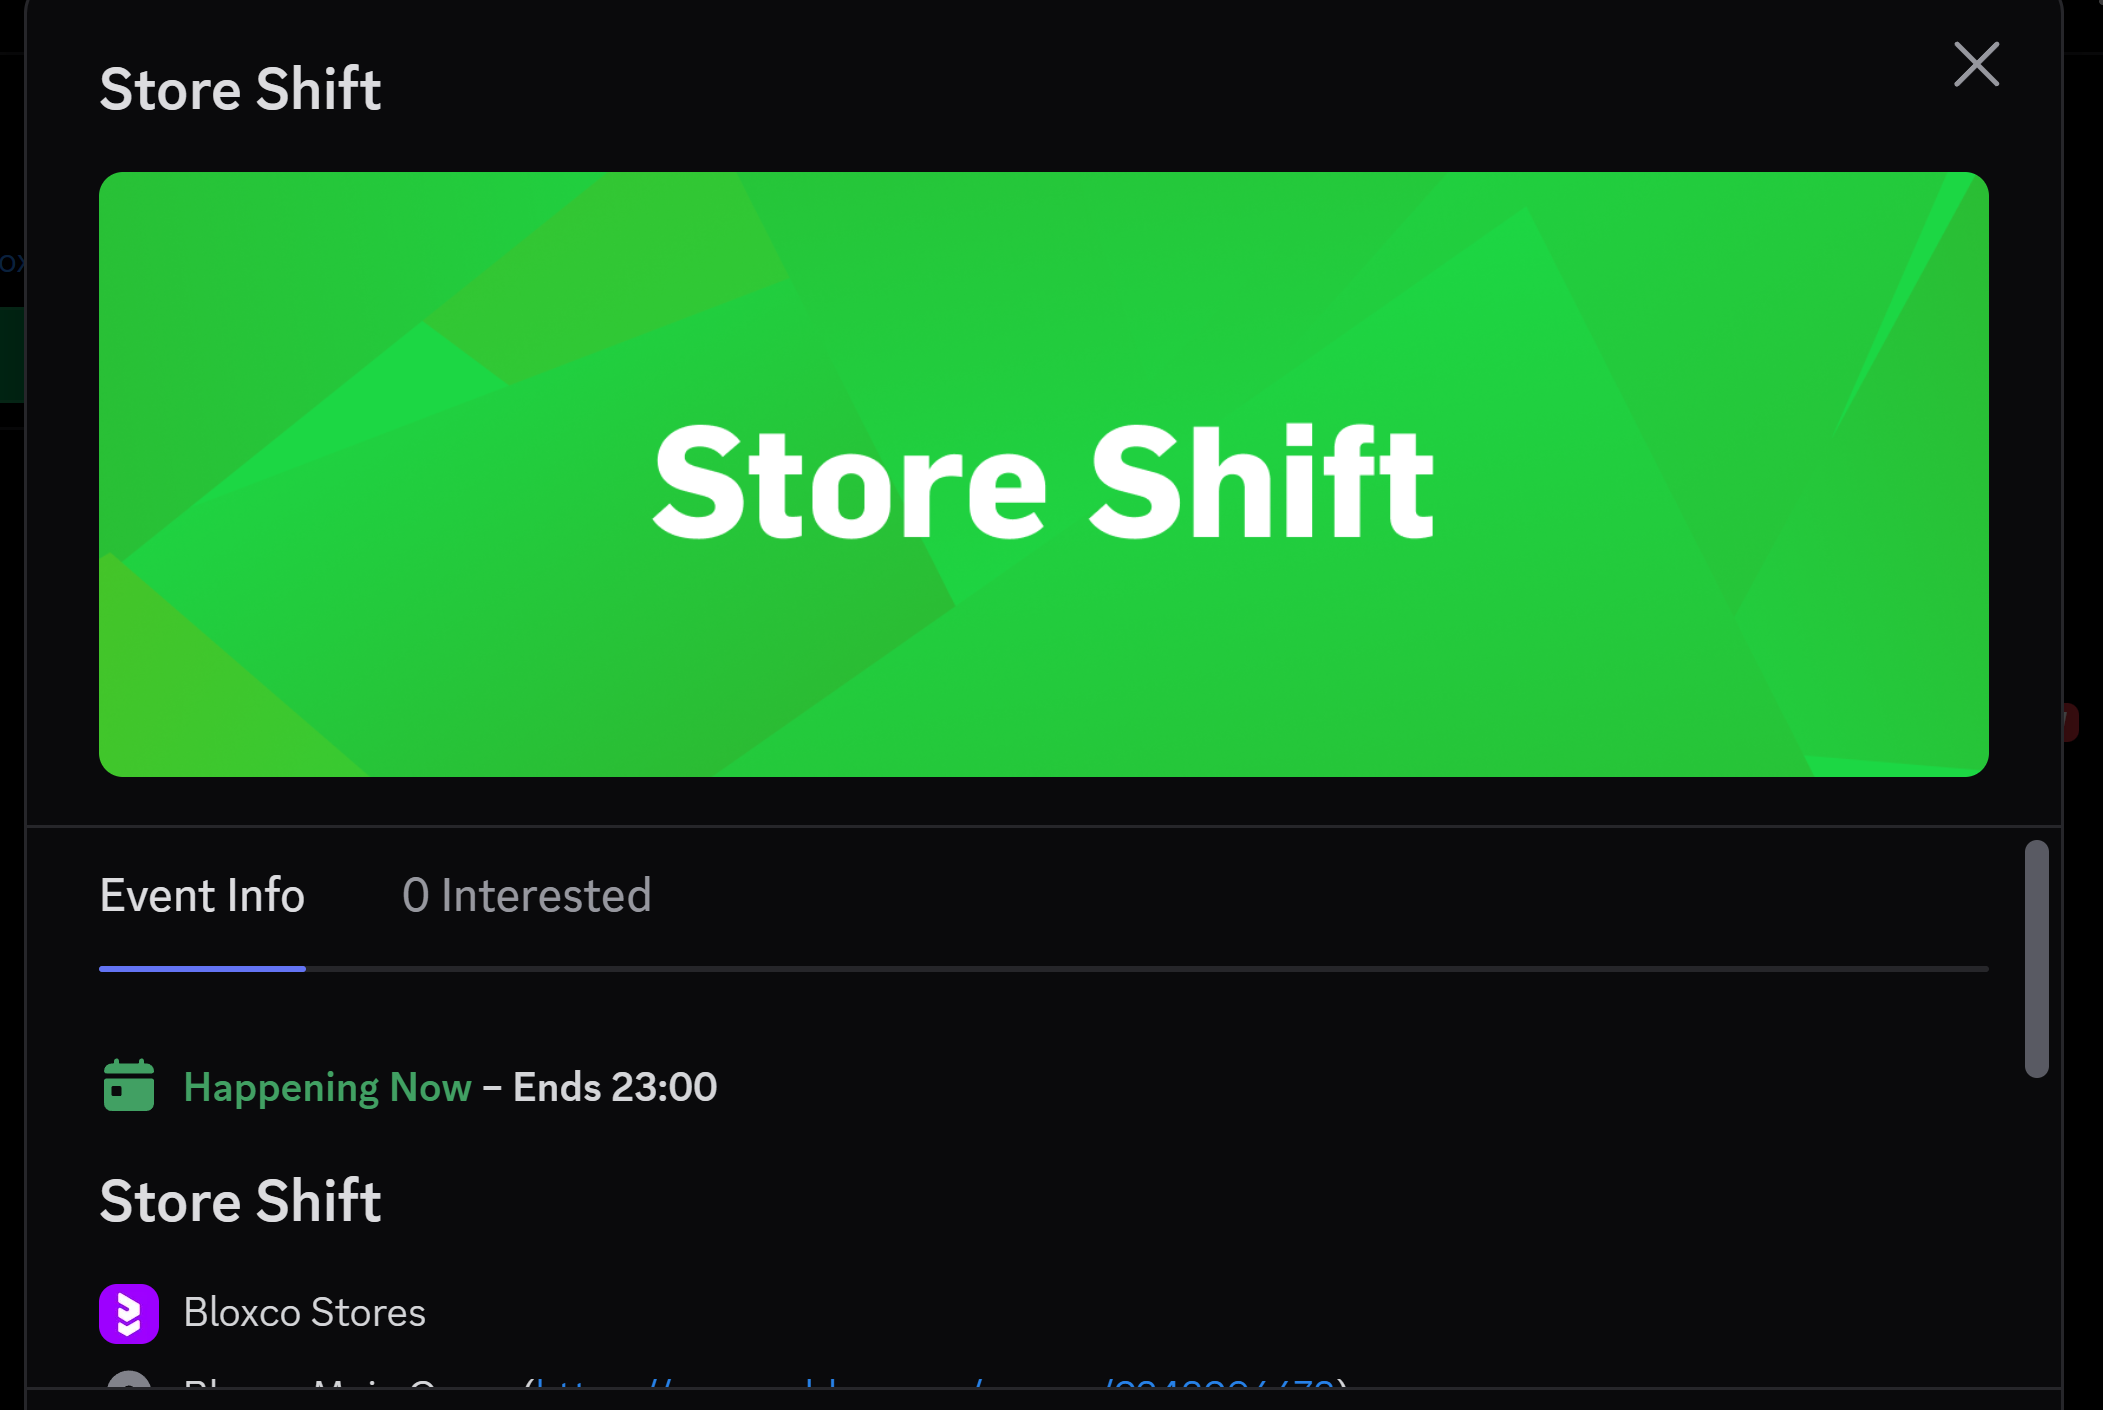 Store Shift
Store Shift
Event Info
0 Interested
Happening Now – Ends 23:00
Store Shift
Bloxco Stores